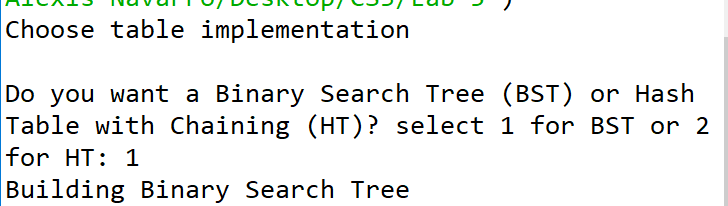 Alexis Navarro/Desktop/CS3/Lab 5")
Choose table implementation
Do you want a Binary Search Tree (BST) or Hash
Table with Chaining (HT)? select 1 for BST or 2
for HT: 1
Building Binary Search Tree